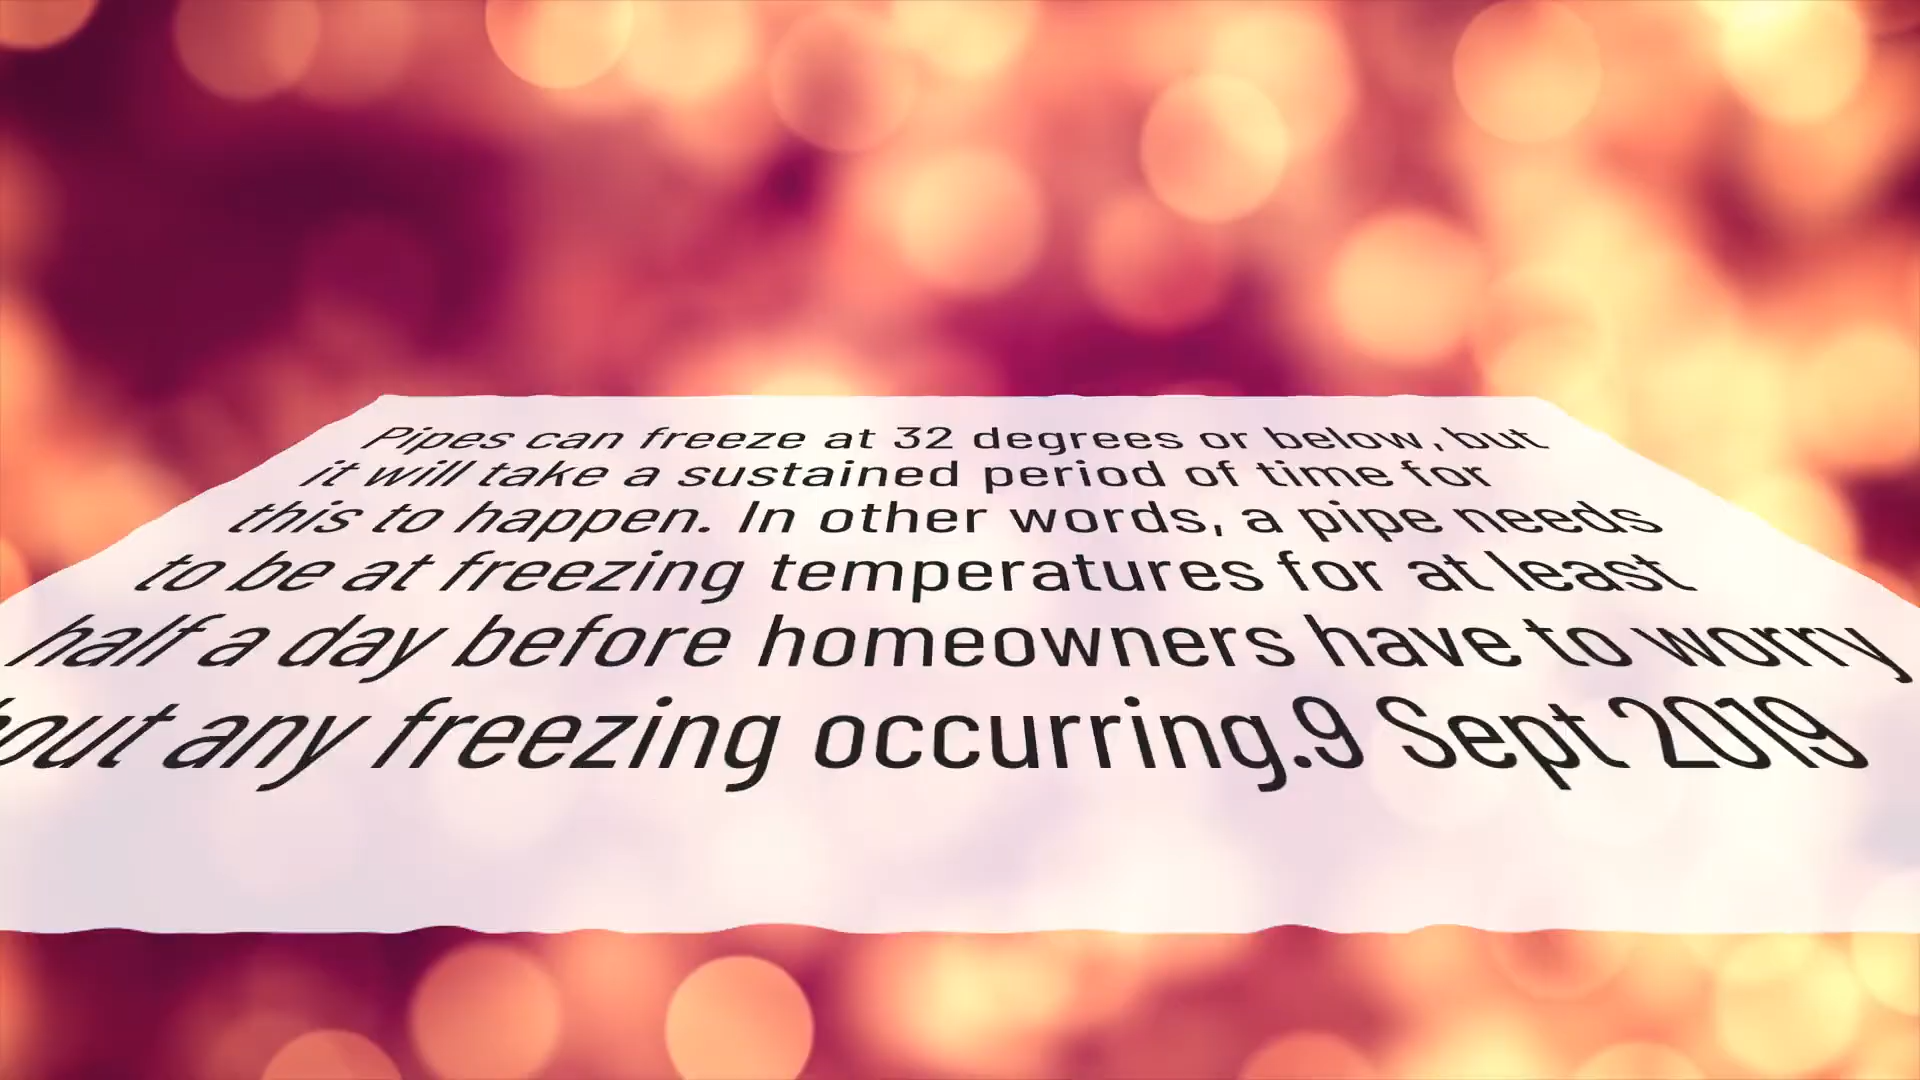 Pipes can freeze at 32 degrees or below, but
it will take a sustained period of time for
this to happen. In other words, a pipe needs
to be at freezing temperatures for at least
half a day before homeowners have to worry
any freezing occurring.9 Sept 2019